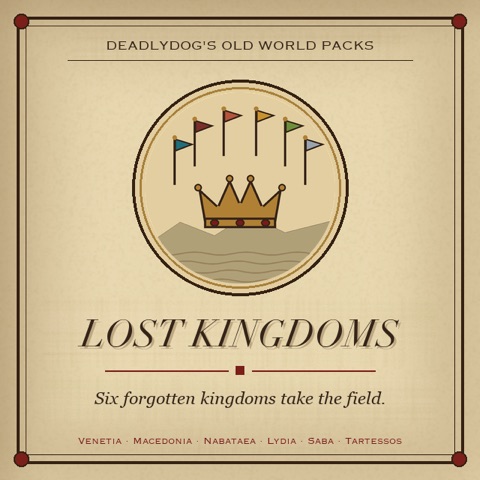 DEADLYDOG'S OLD WORLD PACKS
LOST KINGDOMS
Six forgotten kingdoms take the field.
VENETIA · MACEDONIA · NABATAEA · LYDIA · SABA · TARTESSOS